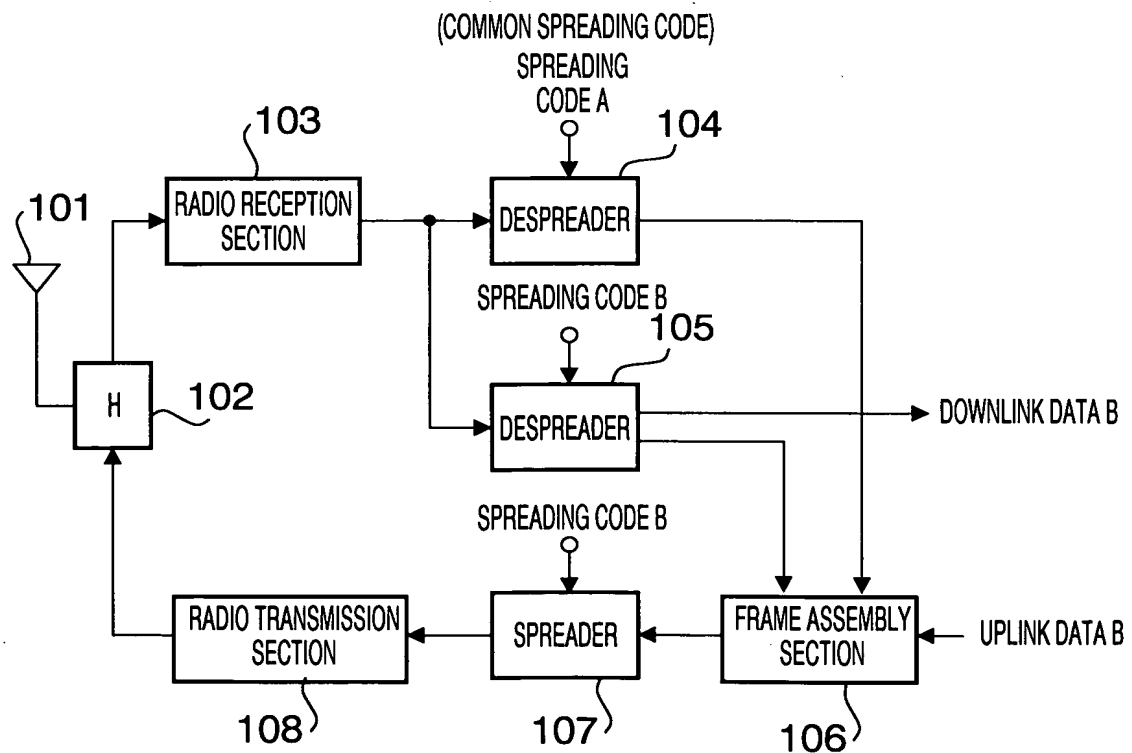 (COMMON SPREADING CODE)
SPREADING
CODE A
103
104
101
RADIO RECEPTION
SECTION
DESPREADER
SPREADING CODE B
105
H
102
DESPREADER
DOWNLINK DATA B
SPREADING CODE B
RADIO TRANSMISSION
SECTION
SPREADER
FRAME ASSEMBLY
SECTION
UPLINK DATA B
108
107
106